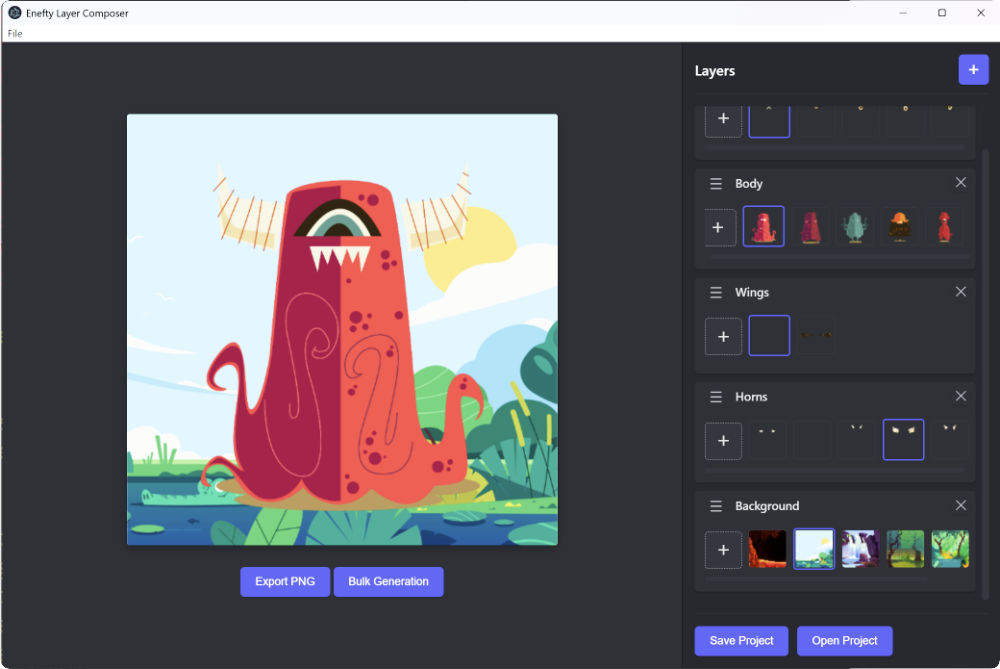 Enefty Layer Composer
File
Layers
Body
Wings
Horns
Background
Export PNG
Bulk Generation
Save Project
Open Project